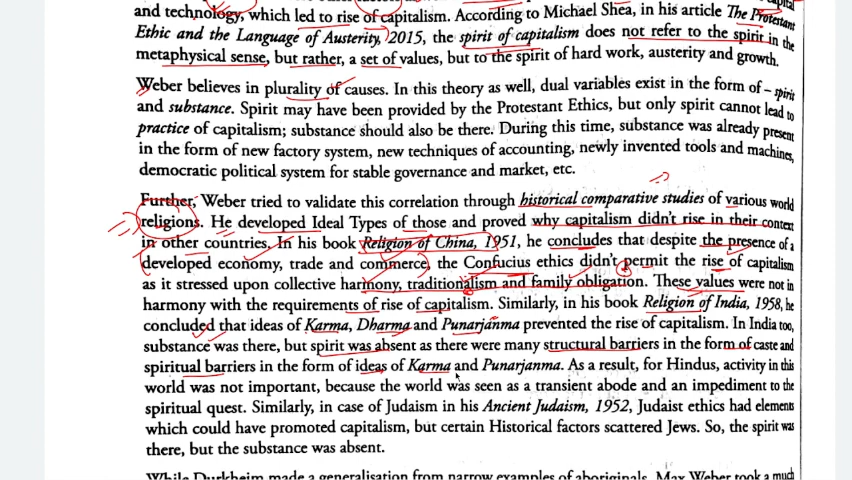 and technology, which led to rise of capitalism. According to Michael Shea, in his article The Protestant
Ethic and the Language of Austerity, 2015, the spirit of capitalism does not refer to the spirit in the
metaphysical sense, but rather, a set of values, but to the spirit of hard work, austerity and growth.
Weber believes in plurality of causes. In this theory as well, dual variables exist in the form of – spirit
and substance. Spirit may have been provided by the Protestant Ethics, but only spirit cannot lead to
practice of capitalism; substance should also be there. During this time, substance was already present
in the form of new factory system, new techniques of accounting, newly invented tools and machines,
democratic political system for stable governance and market, etc.
Further, Weber tried to validate this correlation through historical comparative studies of various world
religions. He developed Ideal Types of those and proved why capitalism didn't rise in their context
in other countries. In his book Religion of China, 1951, he concludes that despite the presence of a
developed economy, trade and commerce, the Confucius ethics didn't permit the rise of capitalism
as it stressed upon collective harmony, traditionalism and family obligation. These values were not in
harmony with the requirements of rise of capitalism. Similarly, in his book Religion of India, 1958, he
concluded that ideas of Karma, Dharma and Punarjanma prevented the rise of capitalism. In India too,
substance was there, but spirit was absent as there were many structural barriers in the form of caste and
spiritual barriers in the form of ideas of Karma and Punarjanma. As a result, for Hindus, activity in this
world was not important, because the world was seen as a transient abode and an impediment to the
spiritual quest. Similarly, in case of Judaism in his Ancient Judaism, 1952, Judaist ethics had elements
which could have promoted capitalism, but certain Historical factors scattered Jews. So, the spirit was
there, but the substance was absent.
While Durkheim made a generalisation from narrow examples of aboriginals, Max Weber took a much